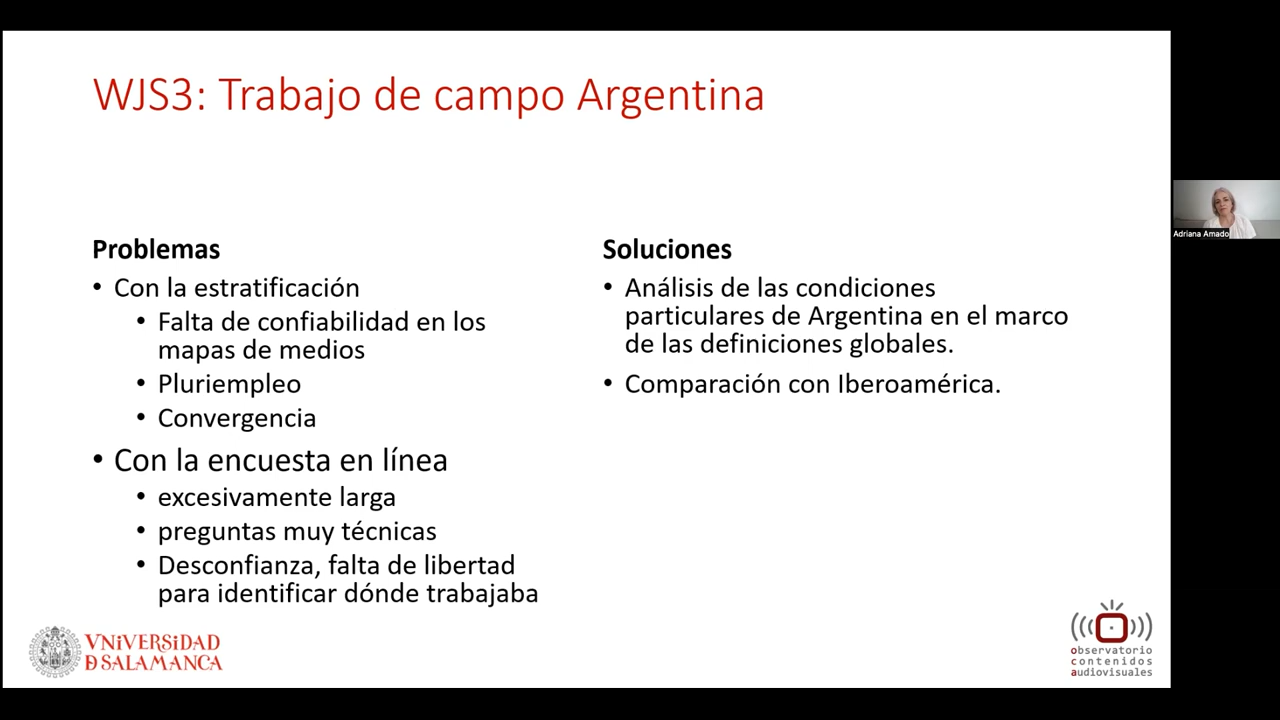 WJS3: Trabajo de campo Argentina
Problemas
• Con la estratificación
• Falta de confiabilidad en los
mapas de medios
• Pluriempleo
• Convergencia
• Con la encuesta en línea
• excesivamente larga
• preguntas muy técnicas
• Desconfianza, falta de libertad
para identificar dónde trabajaba
Soluciones
• Análisis de las condiciones
particulares de Argentina en el marco
de las definiciones globales.
• Comparación con Iberoamérica.
Adriana Amado
VNiVERSiDAD
D SALAMANCA
observatorio
contenidos
audiovisuales